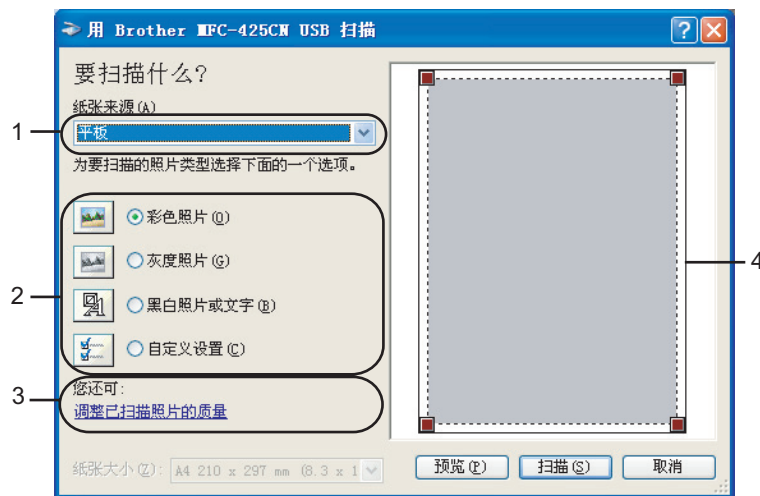 用 Brother MFC-425CN USB 扫描
要扫描什么?
纸张来源(A)
1
平板
为要扫描的照片类型选择下面的一个选项。
彩色照片(O)
灰度照片(G)
2
黑白照片或文字(B)
自定义设置(C)
3
您还可:
调整已扫描照片的质量
4
纸张大小(Z): A4 210 x 297 mm (8.3 x 1
预览(P) 扫描(S) 取消